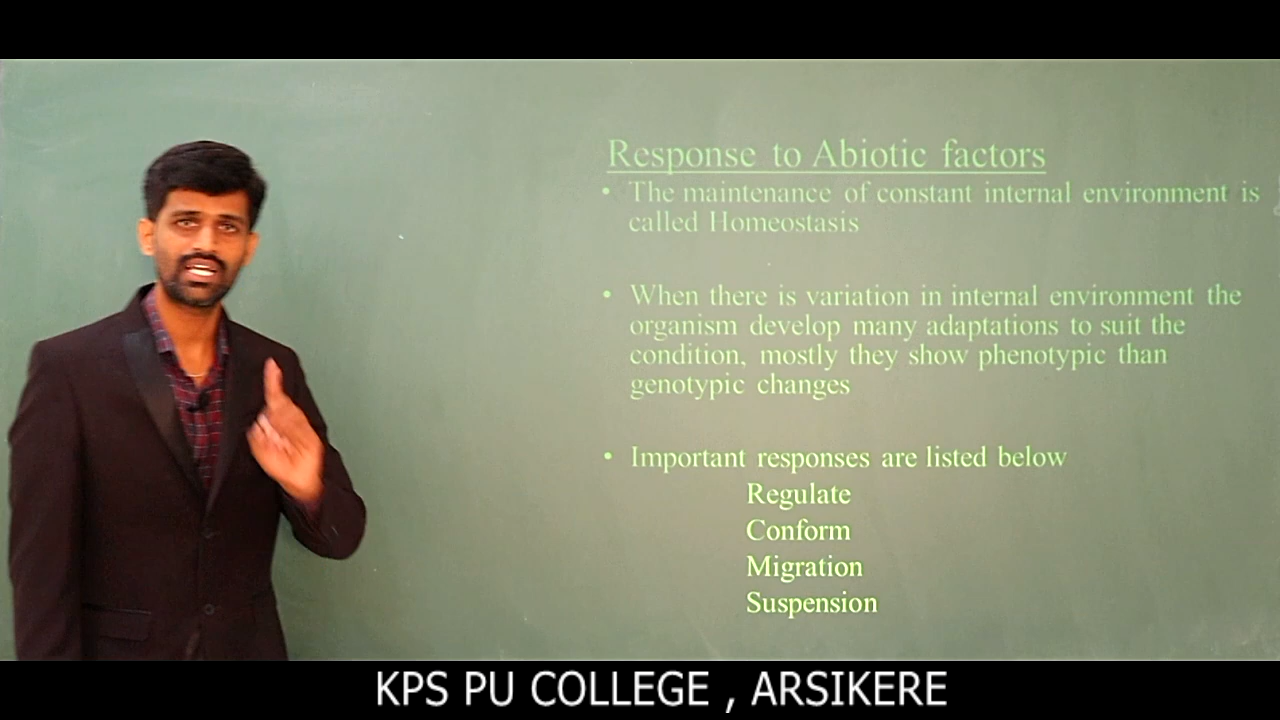 Response to Abiotic factors
• The maintenance of constant internal environment is
called Homeostasis
• When there is variation in internal environment the
organism develop many adaptations to suit the
condition, mostly they show phenotypic than
genotypic changes
• Important responses are listed below
Regulate
Conform
Migration
Suspension
KPS PU COLLEGE , ARSIKERE